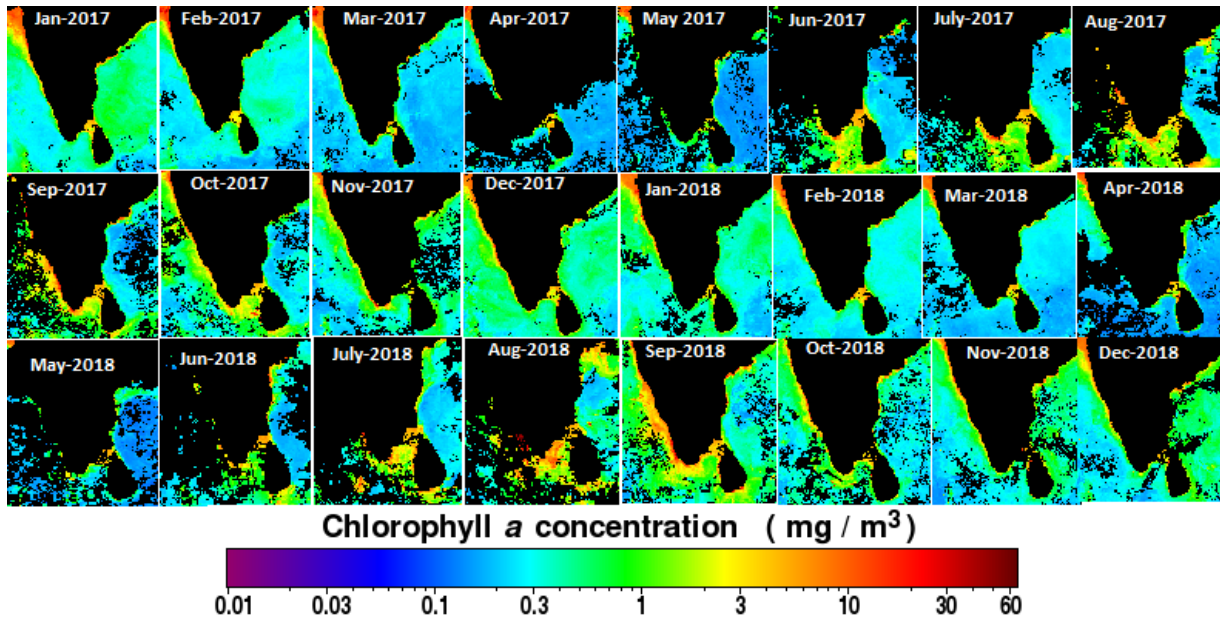 Jan-2017 Feb-2017 Mar-2017 Apr-2017 May 2017 Jun-2017 July-2017 Aug-2017
Sep-2017 Oct-2017 Nov-2017 Dec-2017 Jan-2018 Feb-2018 Mar-2018 Apr-2018
May-2018 Jun-2018 July-2018 Aug-2018 Sep-2018 Oct-2018 Nov-2018 Dec-2018
Chlorophyll a concentration ( mg / m³ )
0.01 0.03 0.1 0.3 1 3 10 30 60